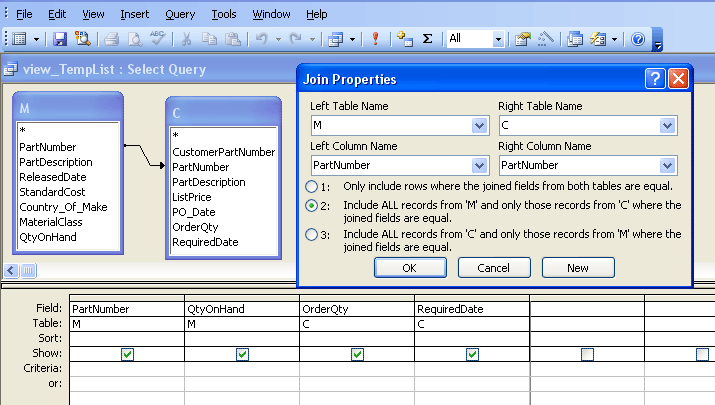 File Edit View Insert Query Tools Window Help
All
view_TempList : Select Query
M
*
PartNumber
PartDescription
ReleasedDate
StandardCost
Country_Of_Make
MaterialClass
QtyOnHand
C
*
CustomerPartNumber
PartNumber
PartDescription
ListPrice
PO_Date
OrderQty
RequiredDate
Join Properties
Left Table Name Right Table Name
M C
Left Column Name Right Column Name
PartNumber PartNumber
1: Only include rows where the joined fields from both tables are equal.
2: Include ALL records from 'M' and only those records from 'C' where the
joined fields are equal.
3: Include ALL records from 'C' and only those records from 'M' where the
joined fields are equal.
OK Cancel New
Field: PartNumber QtyOnHand OrderQty RequiredDate
Table: M M C C
Sort:
Show:
Criteria:
or: